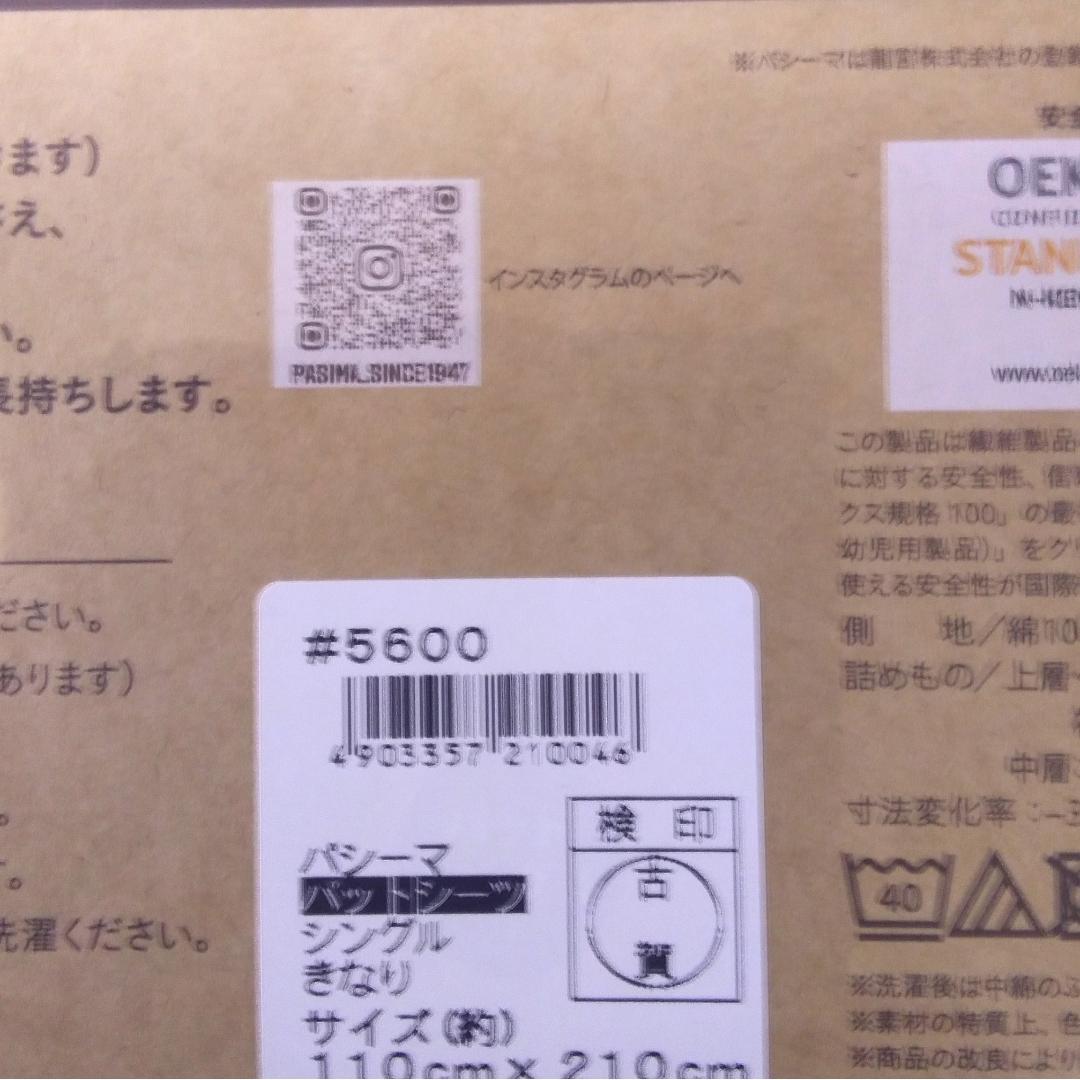 ※パシーマは龍宮株式会社の登録
ます)
さえ、
い。
長持ちします。
PASIMA_SINCE1947
インスタグラムのページへ
安全
OEK
STAN
www.oek
この製品は繊維製品
に対する安全性、信頼
クス規格100」の最
幼児用製品)」をクリ
使える安全性が国際
側 地/綿10
詰めもの/上層
中層
寸法変化率:-3
40
※洗濯後は中綿の
※素材の特質上、色
※商品の改良により
ださい。
あります)
。
す。
洗濯ください。
#5600
4903357210046
検 印
古
賀
パシーマ
パットシーツ
シングル
きなり
サイズ(約)
110cm×210cm